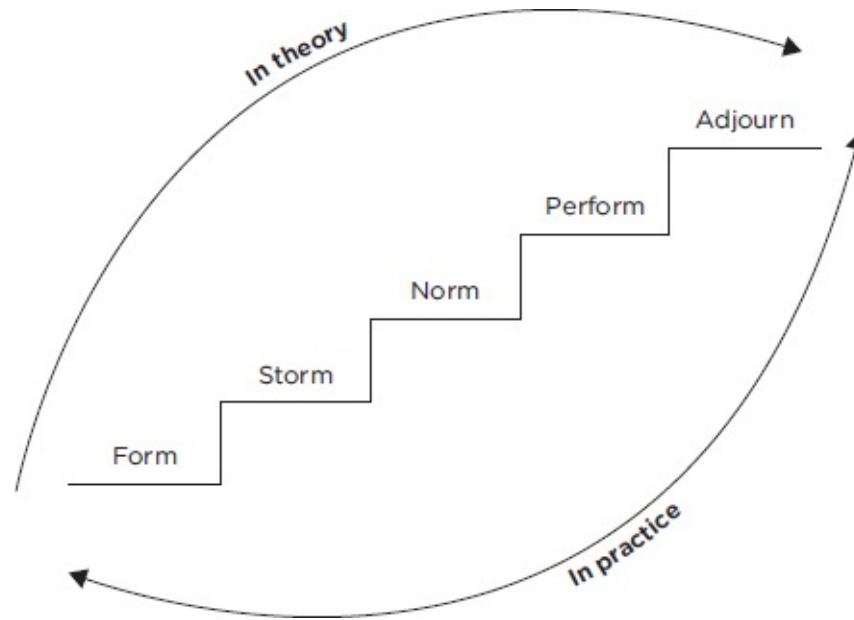 In theory
Adjourn
Perform
Norm
Storm
Form
In practice